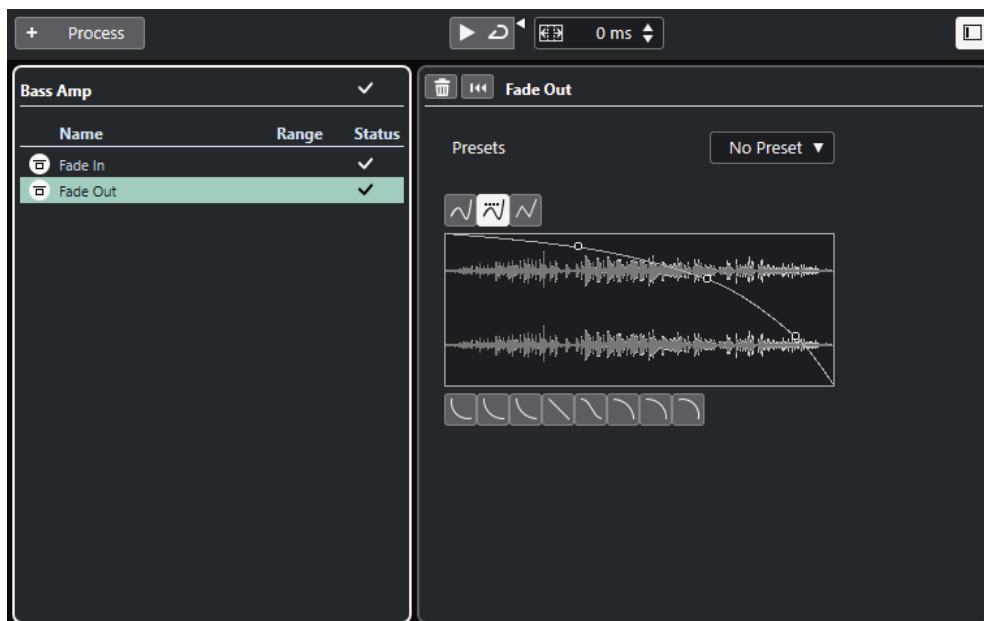 + Process
0 ms
Bass Amp
Fade Out
Name Range Status
Presets
No Preset
Fade In
Fade Out